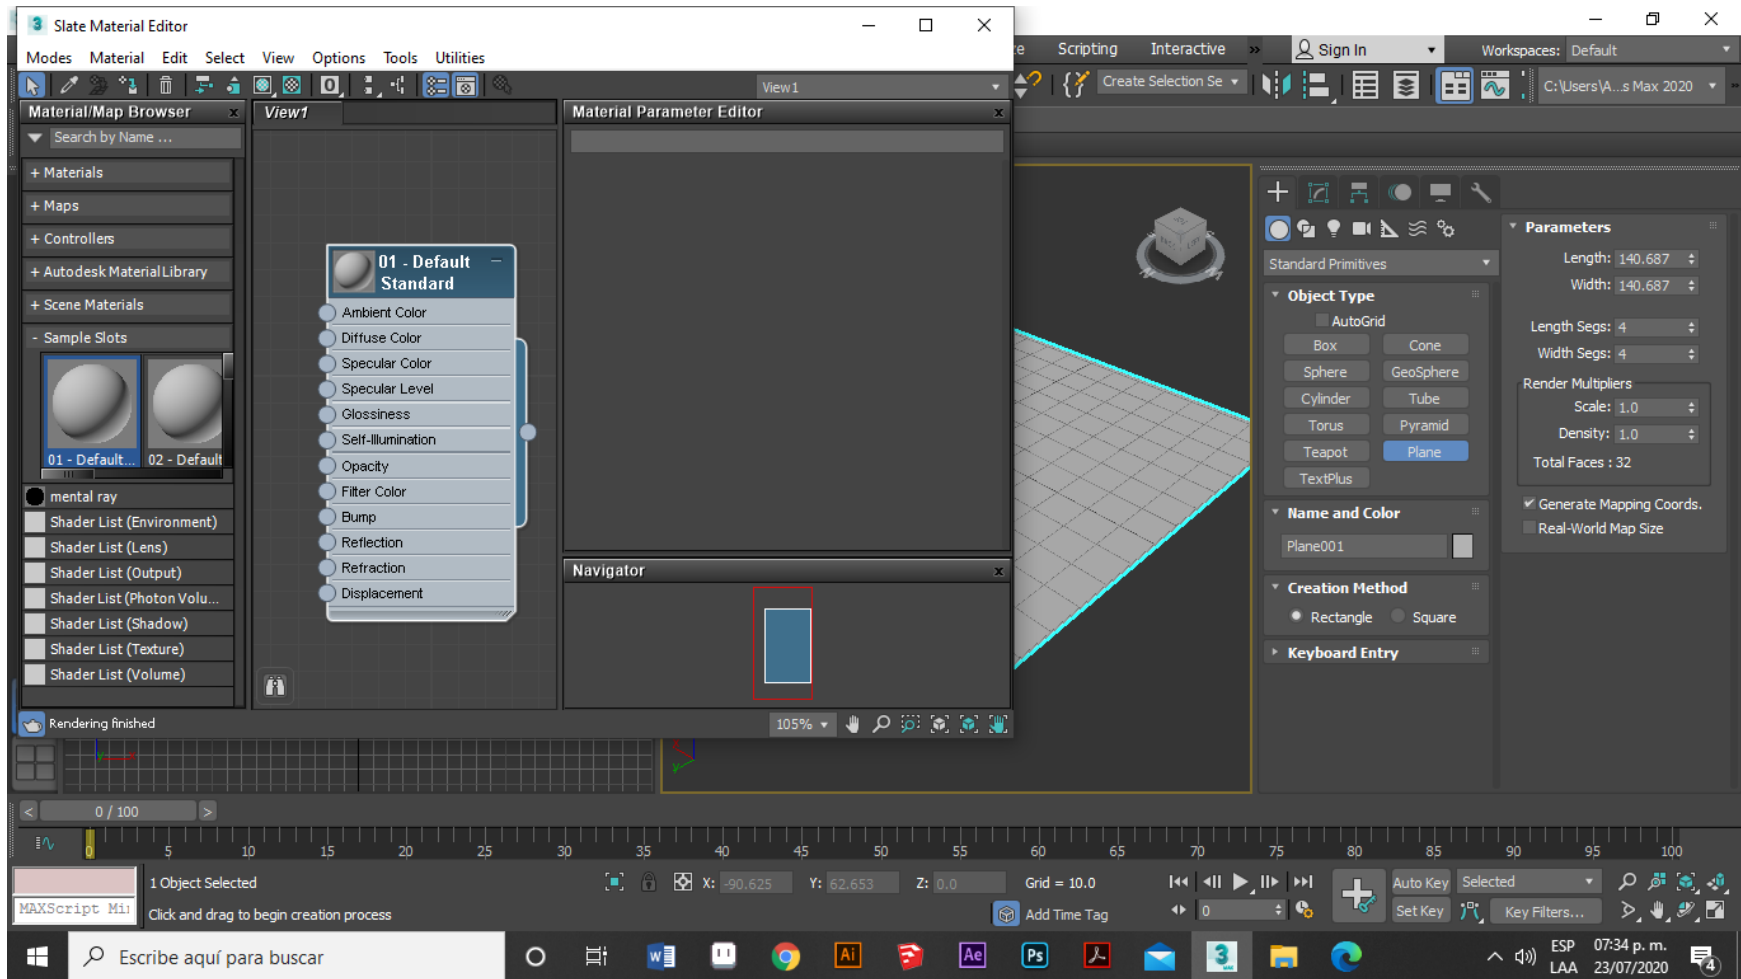 Slate Material Editor
Modes Material Edit Select View Options Tools Utilities
Scripting Interactive » Sign In Workspaces: Default
View1
Create Selection Se
C:\Users\A...s Max 2020
Material/Map Browser x
Search by Name ...
+ Materials
+ Maps
+ Controllers
+ Autodesk Material Library
+ Scene Materials
- Sample Slots
01 - Default... 02 - Default
mental ray
Shader List (Environment)
Shader List (Lens)
Shader List (Output)
Shader List (Photon Volu...
Shader List (Shadow)
Shader List (Texture)
Shader List (Volume)
Rendering finished
View1
01 - Default
Standard
Ambient Color
Diffuse Color
Specular Color
Specular Level
Glossiness
Self-Illumination
Opacity
Filter Color
Bump
Reflection
Refraction
Displacement
Material Parameter Editor x
Navigator x
105%
Standard Primitives
Object Type
AutoGrid
Box Cone
Sphere GeoSphere
Cylinder Tube
Torus Pyramid
Teapot Plane
TextPlus
Name and Color
Plane001
Creation Method
Rectangle Square
Keyboard Entry
Parameters
Length: 140.687
Width: 140.687
Length Segs: 4
Width Segs: 4
Render Multipliers
Scale: 1.0
Density: 1.0
Total Faces : 32
Generate Mapping Coords.
Real-World Map Size
y x
y
< 0 / 100 >
0 5 10 15 20 25 30 35 40 45 50 55 60 65 70 75 80 85 90 95 100
1 Object Selected X: -90.625 Y: 62.653 Z: 0.0 Grid = 10.0 Auto Key Selected
MAXScript Mi Click and drag to begin creation process Add Time Tag 0 Set Key Key Filters...
Escribe aquí para buscar
W Ai Ae Ps 3
ESP
LAA
07:34 p. m.
23/07/2020
4